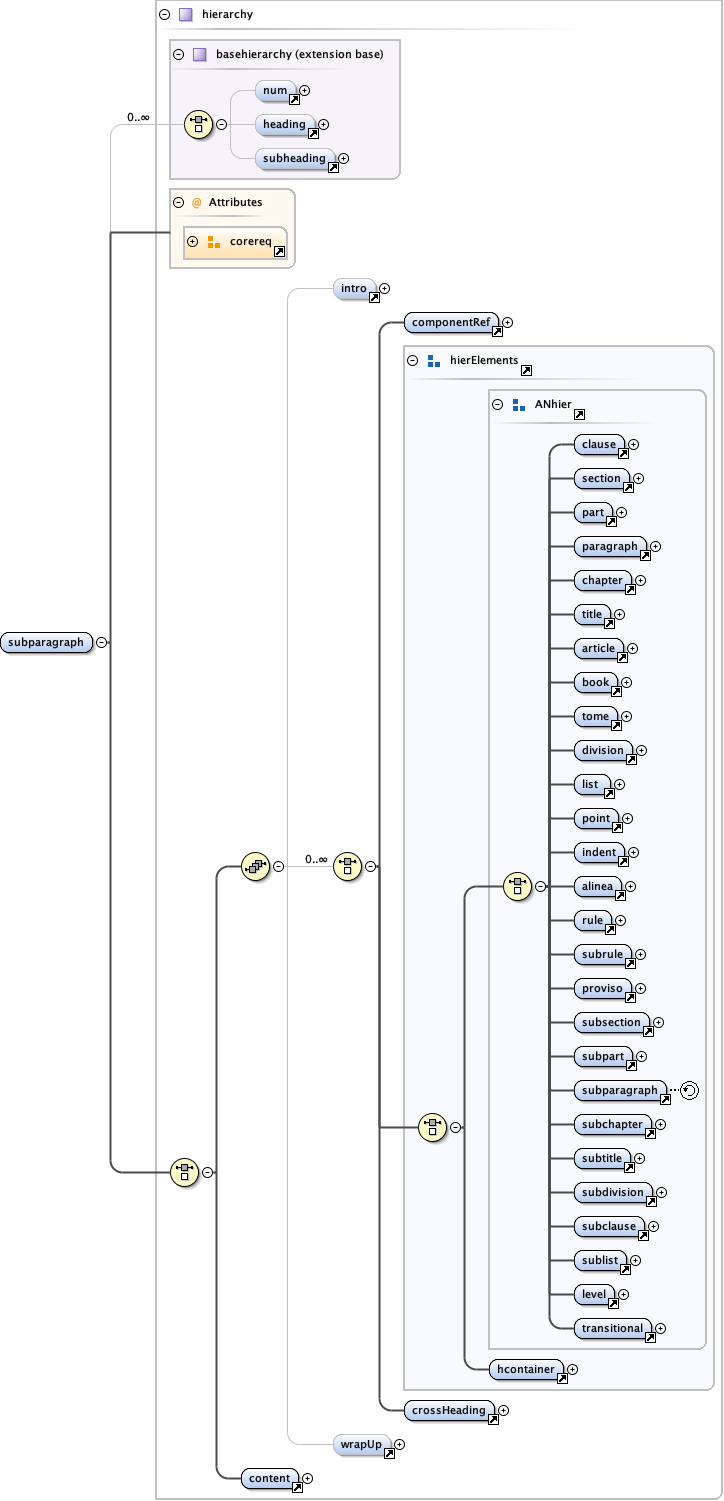 hierarchy
basehierarchy (extension base)
num
0..∞
heading
subheading
@ Attributes
corereq
intro
componentRef
hierElements
ANhier
clause
section
part
paragraph
chapter
title
article
subparagraph
book
tome
division
list
point
indent
0..∞
alinea
rule
subrule
proviso
subsection
subpart
subparagraph
subchapter
subtitle
subdivision
subclause
sublist
level
transitional
hcontainer
crossHeading
wrapUp
content